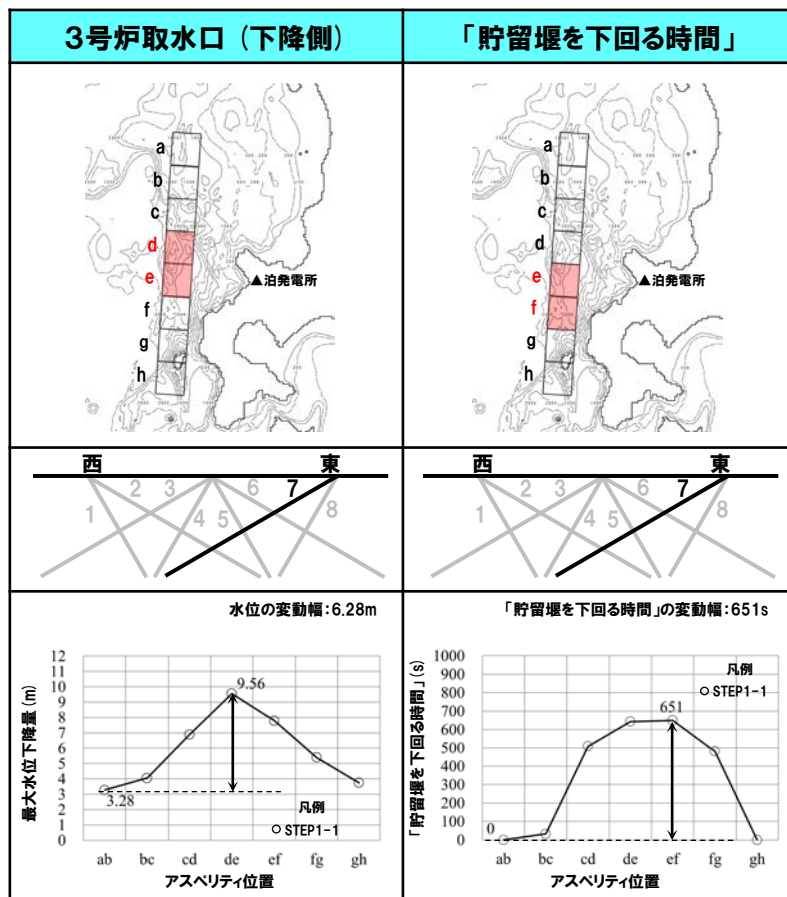 3号炉取水口（下降側）
「貯留堰を下回る時間」
a
b
c
d
e
f
g
h
▲泊発電所
a
b
c
d
e
f
g
h
▲泊発電所
西 東
1 2 3 4 5 6 7 8
西 東
1 2 3 4 5 6 7 8
水位の変動幅:6.28m
最大水位下降量(m)
12
11
10
9
8
7
6
5
4
3
2
1
0
9.56
3.28
凡例
○STEP1-1
ab bc cd de ef fg gh
アスペリティ位置
「貯留堰を下回る時間」の変動幅:651s
「貯留堰を下回る時間」(s)
1000
900
800
700
600
500
400
300
200
100
0
凡例
○STEP1-1
651
0
ab bc cd de ef fg gh
アスペリティ位置